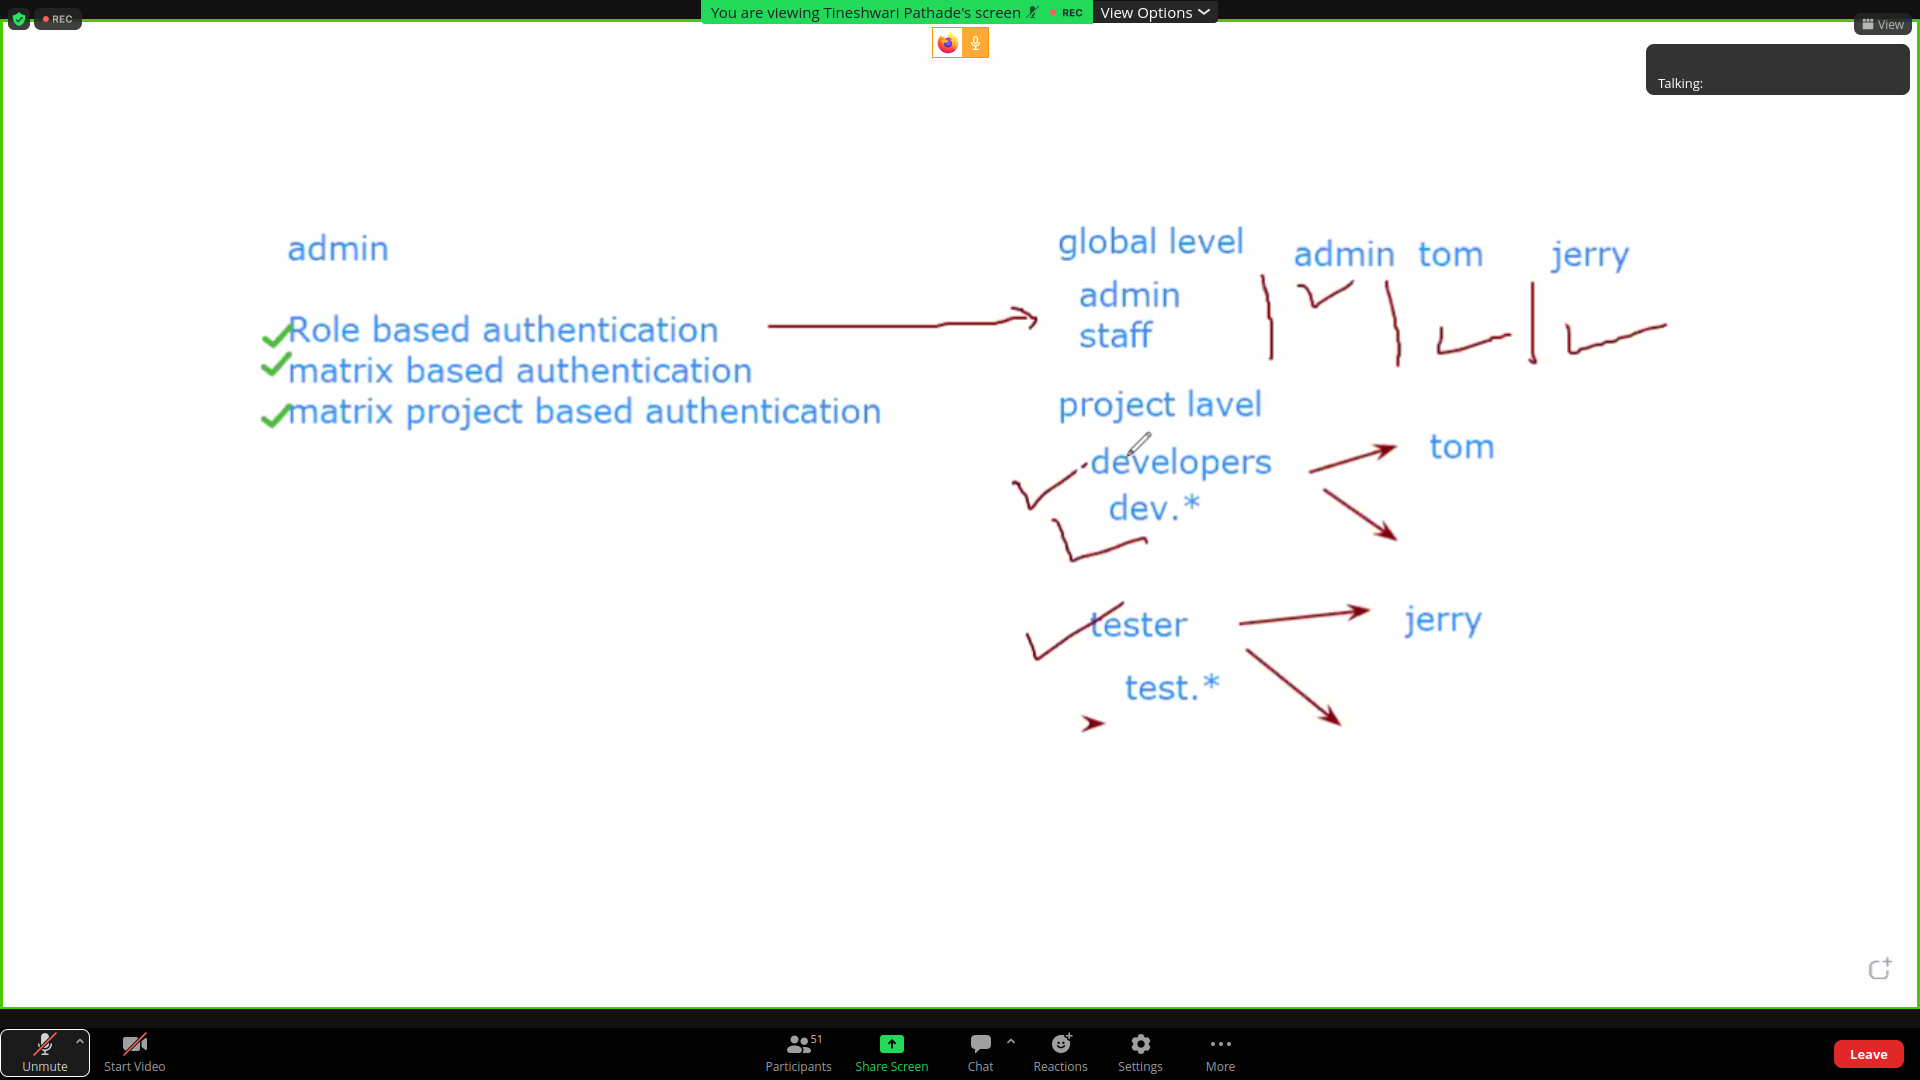 REC
You are viewing Tineshwari Pathade's screen REC View Options
View
Talking:
admin
Role based authentication
matrix based authentication
matrix project based authentication
global level admin tom jerry
admin
staff
project lavel
developers tom
dev.*
tester jerry
test.*
Unmute
Start Video
Participants 51
Share Screen
Chat
Reactions
Settings
More
Leave